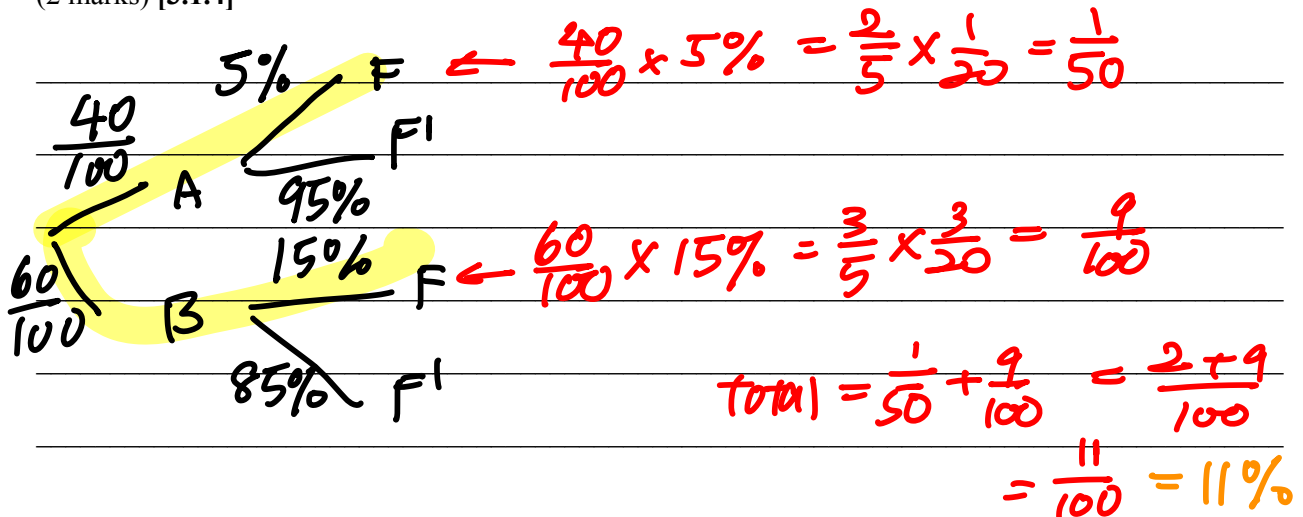 (2 marks) [3.1.4]
5% F ← 40/100 × 5% = 2/5 × 1/20 = 1/50
40/100 A F'
95%
15% F ← 60/100 × 15% = 3/5 × 3/20 = 9/100
60/100 B
85% F'
total = 1/50 + 9/100 = 2+9/100
= 11/100 = 11%